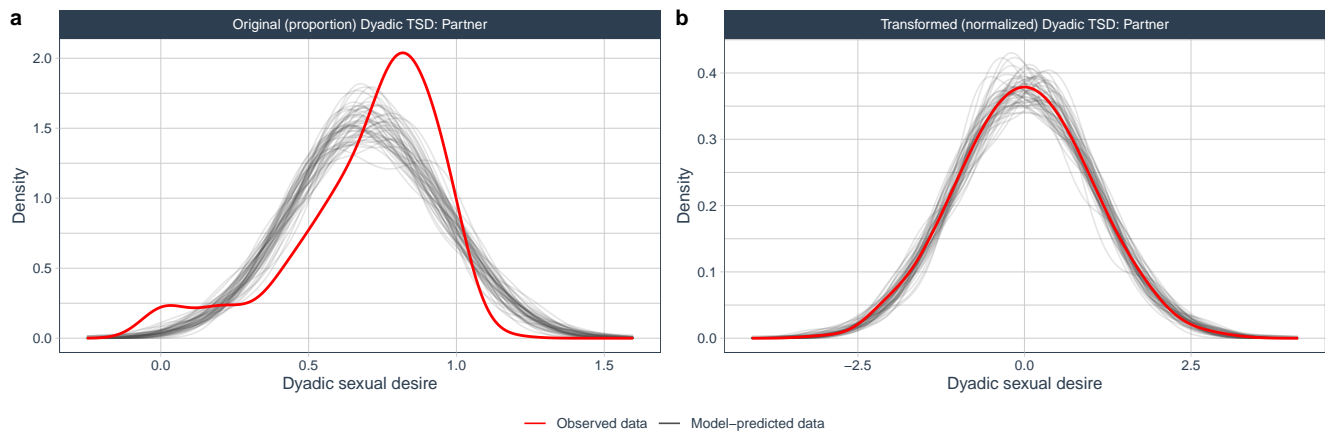 a
Original (proportion) Dyadic TSD: Partner
2.0
1.5
1.0
0.5
0.0
Density
0.0 0.5 1.0 1.5
Dyadic sexual desire
b
Transformed (normalized) Dyadic TSD: Partner
0.4
0.3
0.2
0.1
0.0
Density
−2.5 0.0 2.5
Dyadic sexual desire
Observed data Model−predicted data